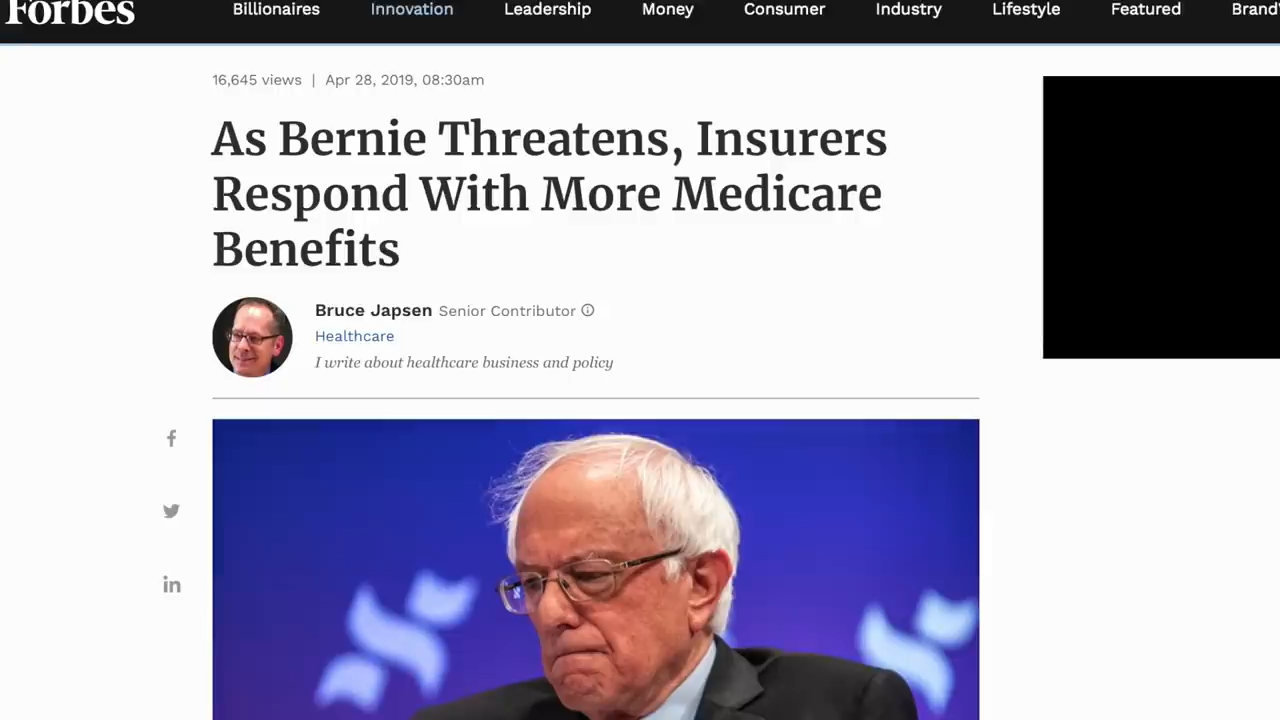 Forbes
Billionaires Innovation Leadership Money Consumer Industry Lifestyle Featured Brand
16,645 views | Apr 28, 2019, 08:30am
As Bernie Threatens, Insurers
Respond With More Medicare
Benefits
Bruce Japsen Senior Contributor
Healthcare
I write about healthcare business and policy